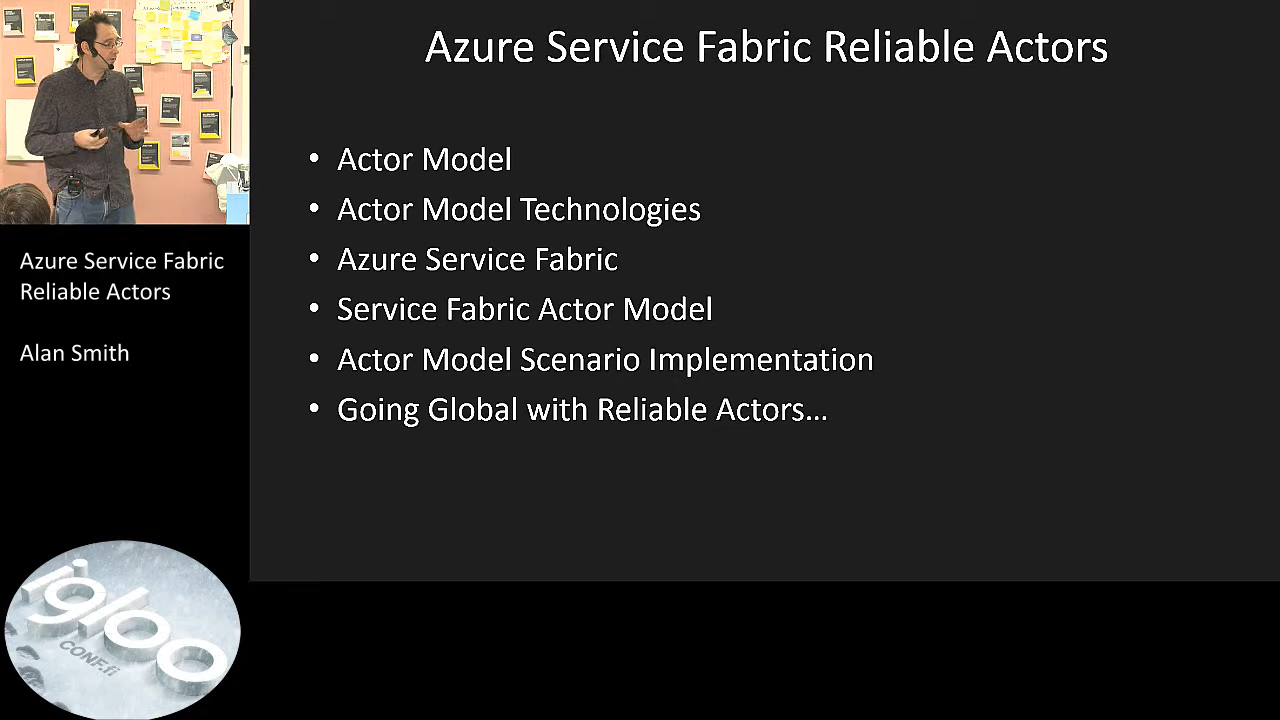 Azure Service Fabric Reliable Actors
• Actor Model
• Actor Model Technologies
• Azure Service Fabric
• Service Fabric Actor Model
• Actor Model Scenario Implementation
• Going Global with Reliable Actors...
Azure Service Fabric
Reliable Actors
Alan Smith
igloo
CONF.fi